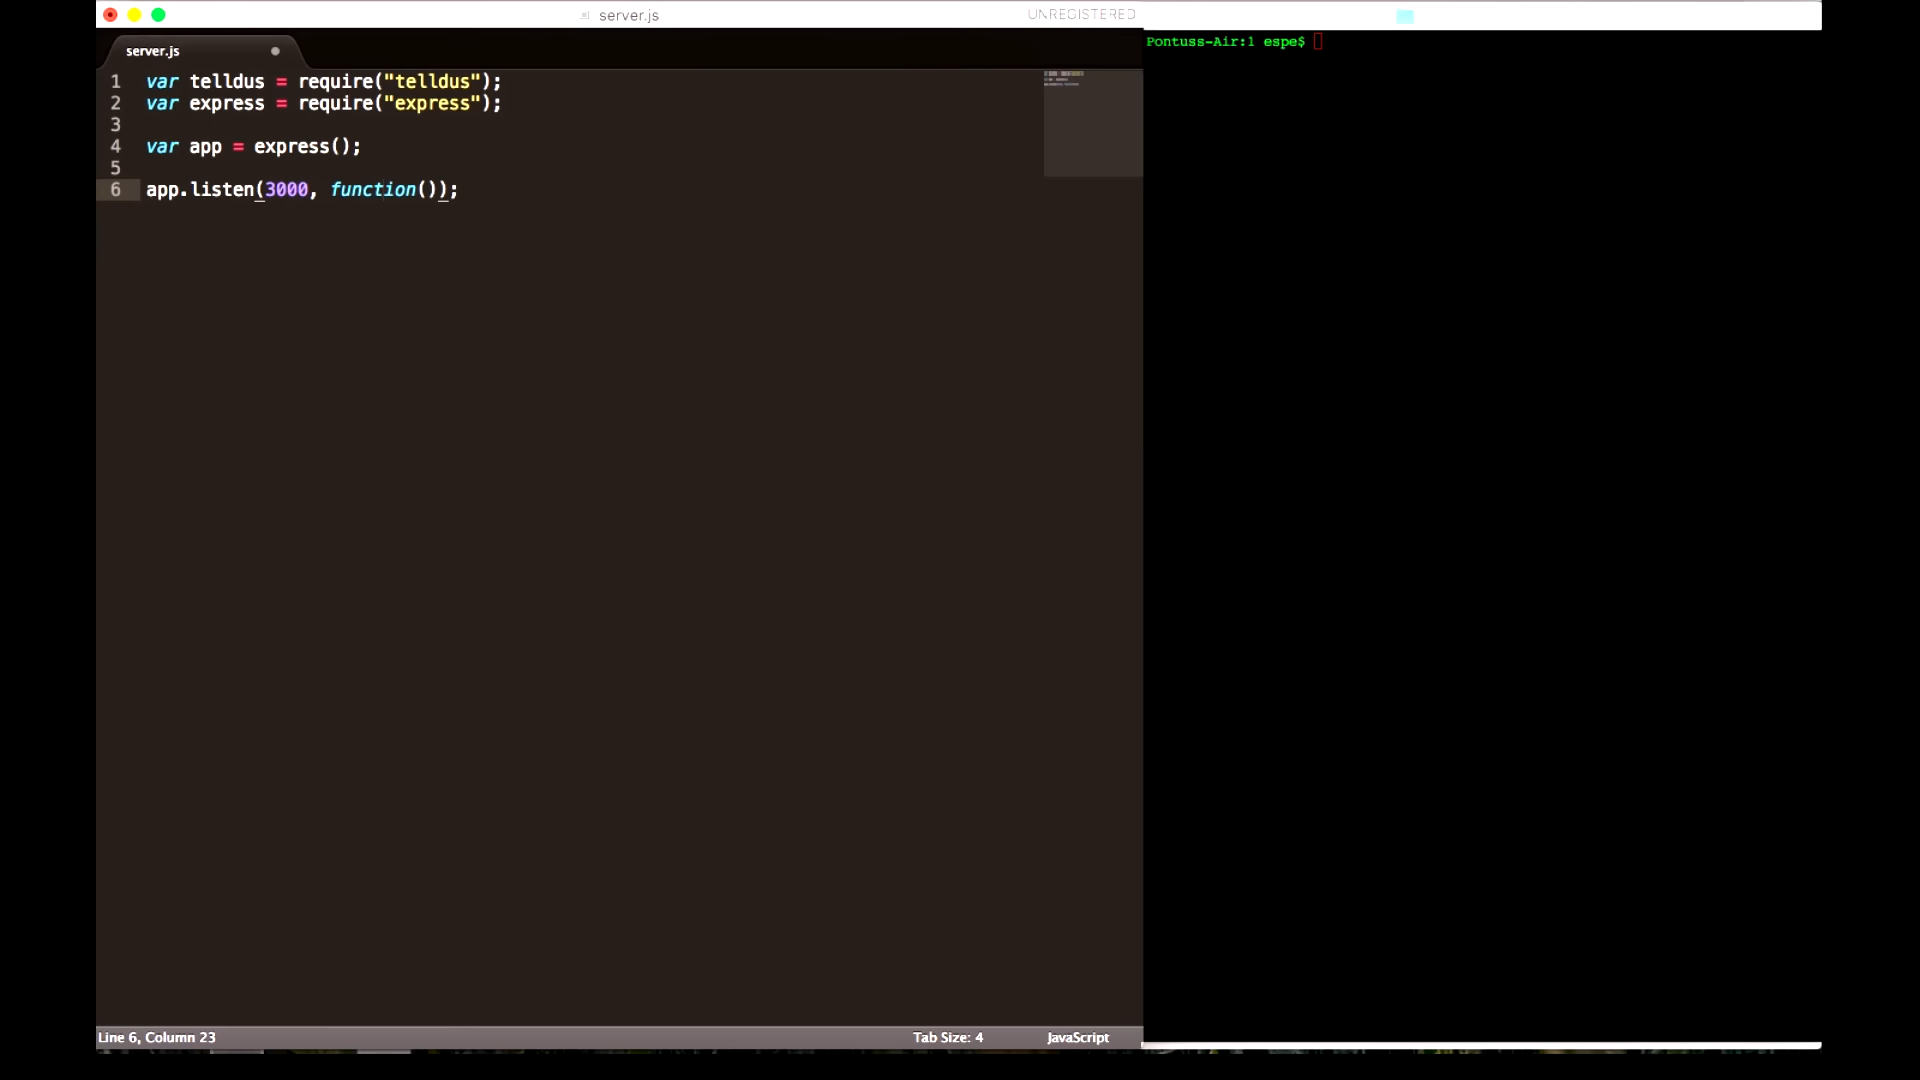 server.js
UNREGISTERED
server.js
Pontuss-Air:1 espe$
1 var telldus = require("telldus");
2 var express = require("express");
3
4 var app = express();
5
6 app.listen(3000, function());
Line 6, Column 23
Tab Size: 4
JavaScript